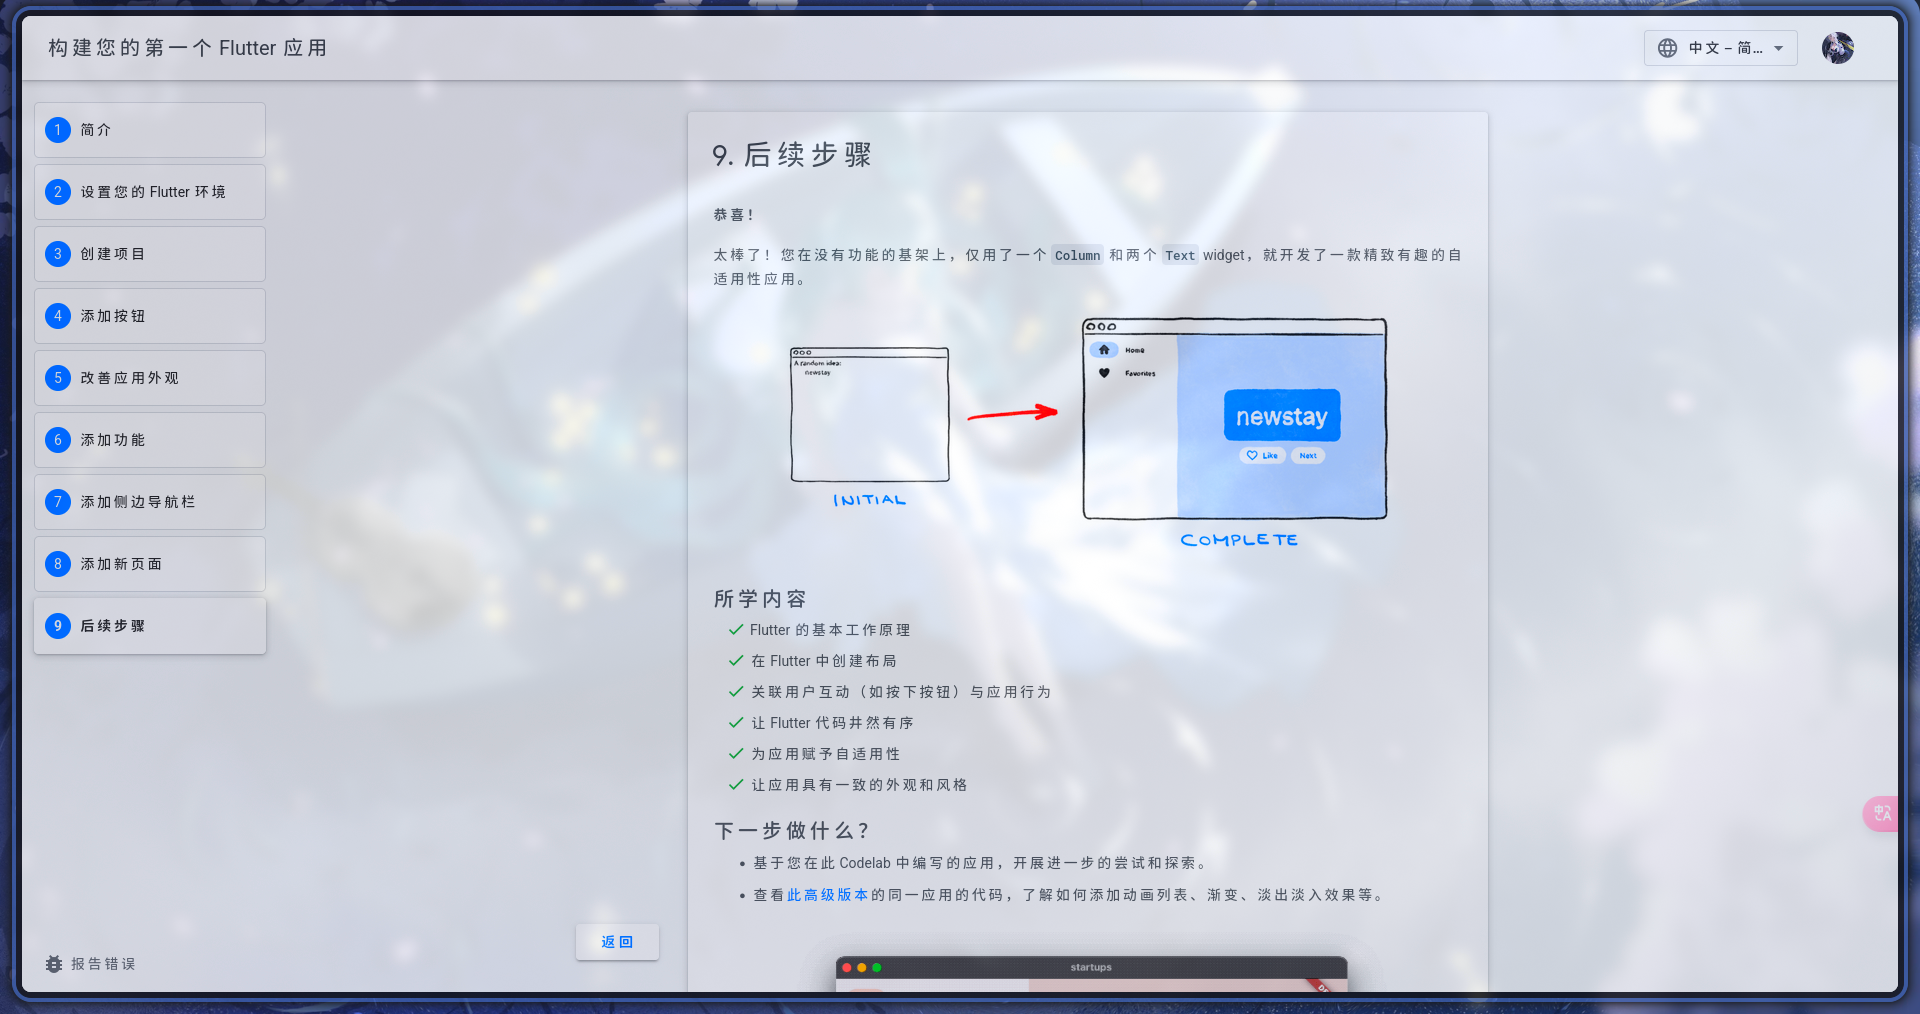 构建您的第一个 Flutter 应用
中文 – 简...
1 简介
2 设置您的 Flutter 环境
3 创建项目
4 添加按钮
5 改善应用外观
6 添加功能
7 添加侧边导航栏
8 添加新页面
9 后续步骤
报告错误
返回
9. 后续步骤
恭喜！
太棒了！您在没有功能的基架上，仅用了一个 Column 和两个 Text widget，就开发了一款精致有趣的自
适用性应用。
A random idea:
newstay
INITIAL
Home
Favorites
newstay
Like
Next
COMPLETE
所学内容
Flutter 的基本工作原理
在 Flutter 中创建布局
关联用户互动（如按下按钮）与应用行为
让 Flutter 代码井然有序
为应用赋予自适用性
让应用具有一致的外观和风格
下一步做什么？
• 基于您在此 Codelab 中编写的应用，开展进一步的尝试和探索。
• 查看此高级版本的同一应用的代码，了解如何添加动画列表、渐变、淡出淡入效果等。
startups